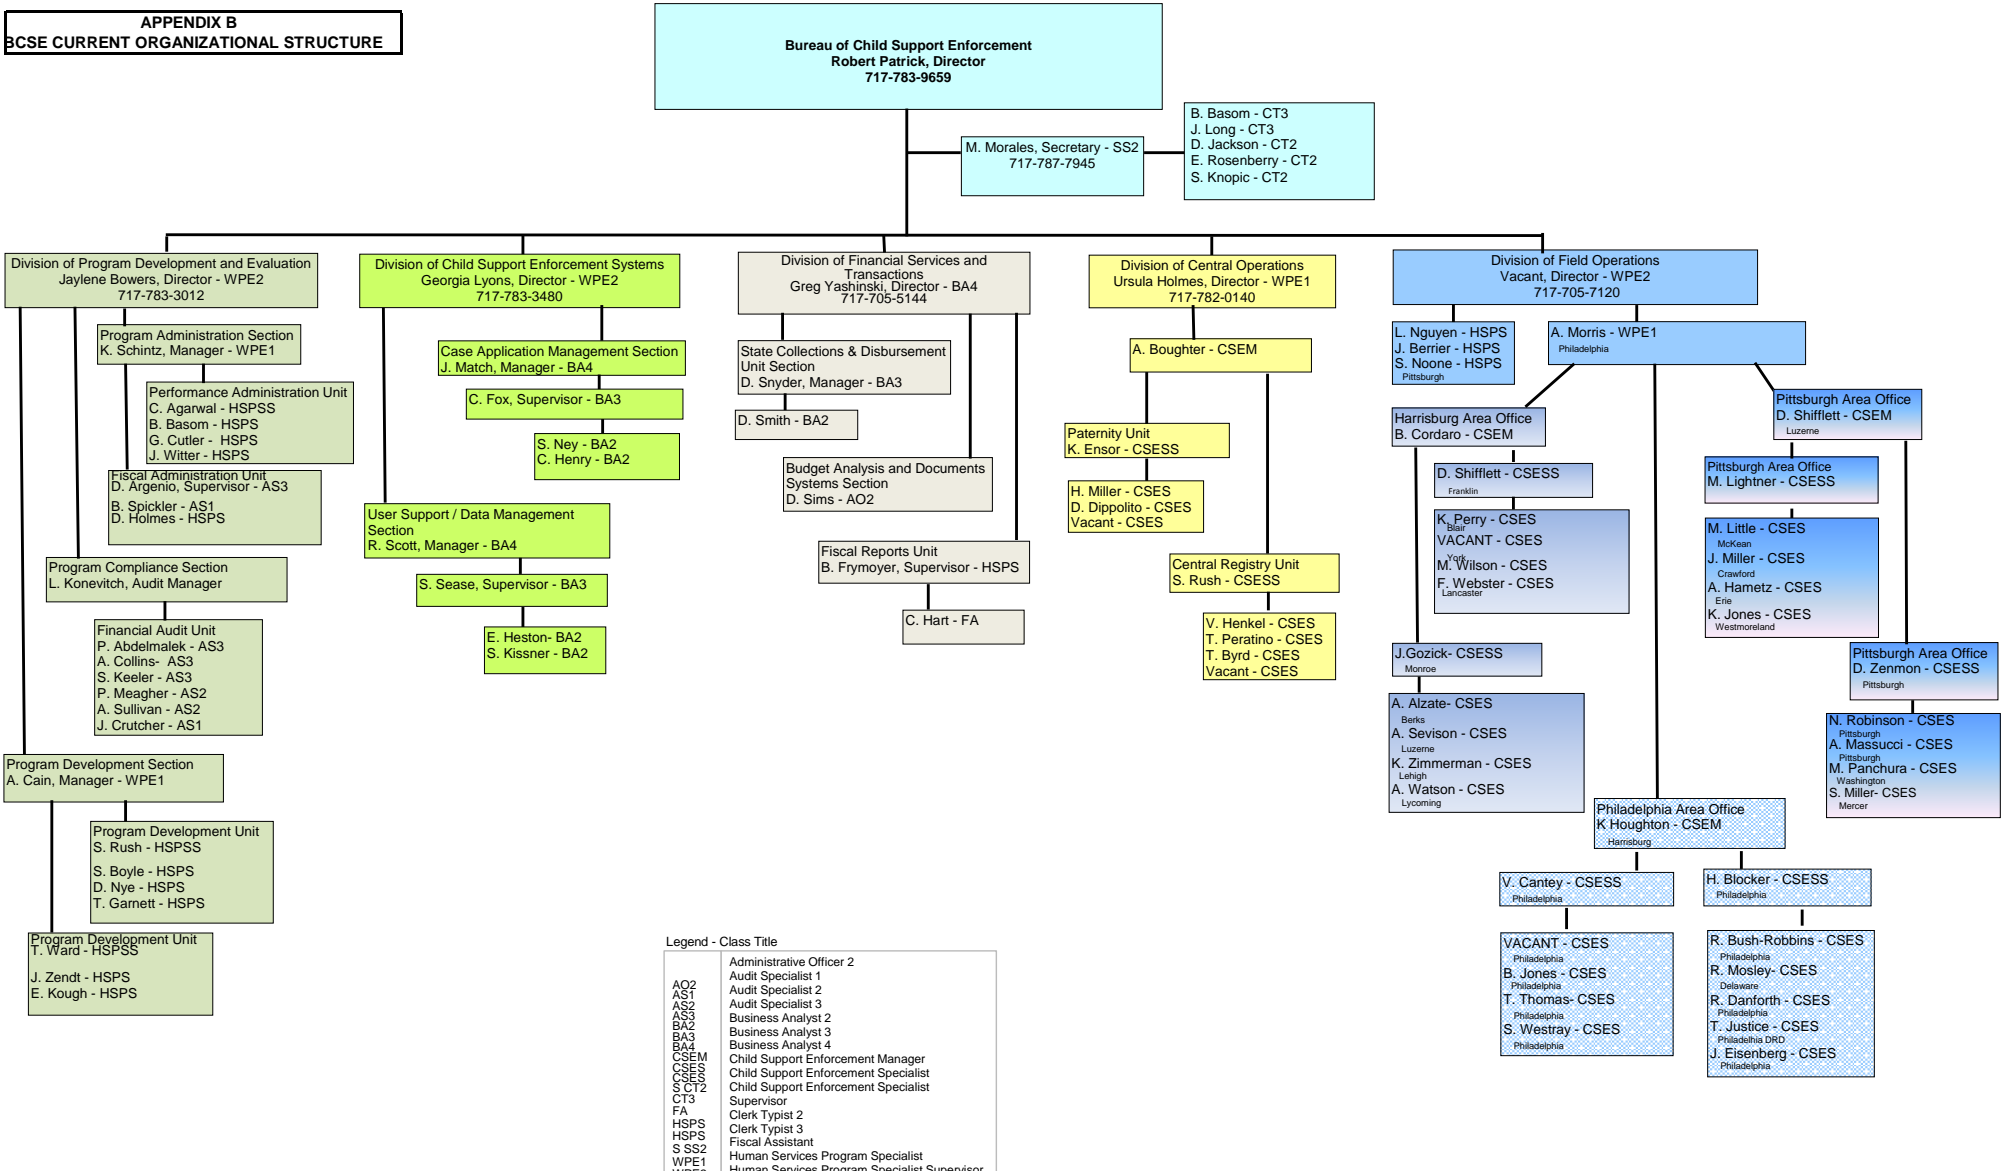 APPENDIX B
BCSE CURRENT ORGANIZATIONAL STRUCTURE
Bureau of Child Support Enforcement
Robert Patrick, Director
717-783-9659
M. Morales, Secretary - SS2
717-787-7945
B. Basom - CT3
J. Long - CT3
D. Jackson - CT2
E. Rosenberry - CT2
S. Knopic - CT2
Division of Program Development and Evaluation
Jaylene Bowers, Director - WPE2
717-783-3012
Program Administration Section
K. Schintz, Manager - WPE1
Performance Administration Unit
C. Agarwal - HSPSS
B. Basom - HSPS
G. Cutler - HSPS
J. Witter - HSPS
Fiscal Administration Unit
D. Argenio, Supervisor - AS3
B. Spickler - AS1
D. Holmes - HSPS
Program Compliance Section
L. Konevitch, Audit Manager
Financial Audit Unit
P. Abdelmalek - AS3
A. Collins- AS3
S. Keeler - AS3
P. Meagher - AS2
A. Sullivan - AS2
J. Crutcher - AS1
Program Development Section
A. Cain, Manager - WPE1
Program Development Unit
S. Rush - HSPSS
S. Boyle - HSPS
D. Nye - HSPS
T. Garnett - HSPS
Program Development Unit
T. Ward - HSPSS
J. Zendt - HSPS
E. Kough - HSPS
Division of Child Support Enforcement Systems
Georgia Lyons, Director - WPE2
717-783-3480
Case Application Management Section
J. Match, Manager - BA4
C. Fox, Supervisor - BA3
S. Ney - BA2
C. Henry - BA2
User Support / Data Management
Section
R. Scott, Manager - BA4
S. Sease, Supervisor - BA3
E. Heston- BA2
S. Kissner - BA2
Division of Financial Services and
Transactions
Greg Yashinski, Director - BA4
717-705-5144
State Collections & Disbursement
Unit Section
D. Snyder, Manager - BA3
D. Smith - BA2
Budget Analysis and Documents
Systems Section
D. Sims - AO2
Fiscal Reports Unit
B. Frymoyer, Supervisor - HSPS
C. Hart - FA
Division of Central Operations
Ursula Holmes, Director - WPE1
717-782-0140
A. Boughter - CSEM
Paternity Unit
K. Ensor - CSESS
H. Miller - CSES
D. Dippolito - CSES
Vacant - CSES
Central Registry Unit
S. Rush - CSESS
V. Henkel - CSES
T. Peratino - CSES
T. Byrd - CSES
Vacant - CSES
Division of Field Operations
Vacant, Director - WPE2
717-705-7120
L. Nguyen - HSPS
J. Berrier - HSPS
S. Noone - HSPS
Pittsburgh
A. Morris - WPE1
Philadelphia
Harrisburg Area Office
B. Cordaro - CSEM
D. Shifflett - CSESS
Franklin
K. Perry - CSES
Blair
VACANT - CSES
York
M. Wilson - CSES
F. Webster - CSES
Lancaster
J.Gozick- CSESS
Monroe
A. Alzate- CSES
Berks
A. Sevison - CSES
Luzerne
K. Zimmerman - CSES
Lehigh
A. Watson - CSES
Lycoming
Pittsburgh Area Office
D. Shifflett - CSEM
Luzerne
Pittsburgh Area Office
M. Lightner - CSESS
M. Little - CSES
McKean
J. Miller - CSES
Crawford
A. Hametz - CSES
Erie
K. Jones - CSES
Westmoreland
Pittsburgh Area Office
D. Zenmon - CSESS
Pittsburgh
N. Robinson - CSES
Pittsburgh
A. Massucci - CSES
Pittsburgh
M. Panchura - CSES
Washington
S. Miller- CSES
Mercer
Philadelphia Area Office
K Houghton - CSEM
Harrisburg
V. Cantey - CSESS
Philadelphia
VACANT - CSES
Philadelphia
B. Jones - CSES
Philadelphia
T. Thomas- CSES
Philadelphia
S. Westray - CSES
Philadelphia
H. Blocker - CSESS
Philadelphia
R. Bush-Robbins - CSES
Philadelphia
R. Mosley- CSES
Delaware
R. Danforth - CSES
Philadelphia
T. Justice - CSES
Philadelhia DRD
J. Eisenberg - CSES
Philadelphia
Legend - Class Title
AO2
AS1
AS2
AS3
BA2
BA3
BA4
CSEM
CSES
CSES
S CT2
CT3
FA
HSPS
HSPS
S SS2
WPE1
Administrative Officer 2
Audit Specialist 1
Audit Specialist 2
Audit Specialist 3
Business Analyst 2
Business Analyst 3
Business Analyst 4
Child Support Enforcement Manager
Child Support Enforcement Specialist
Child Support Enforcement Specialist
Supervisor
Clerk Typist 2
Clerk Typist 3
Fiscal Assistant
Human Services Program Specialist
Human Services Program Specialist Supervisor